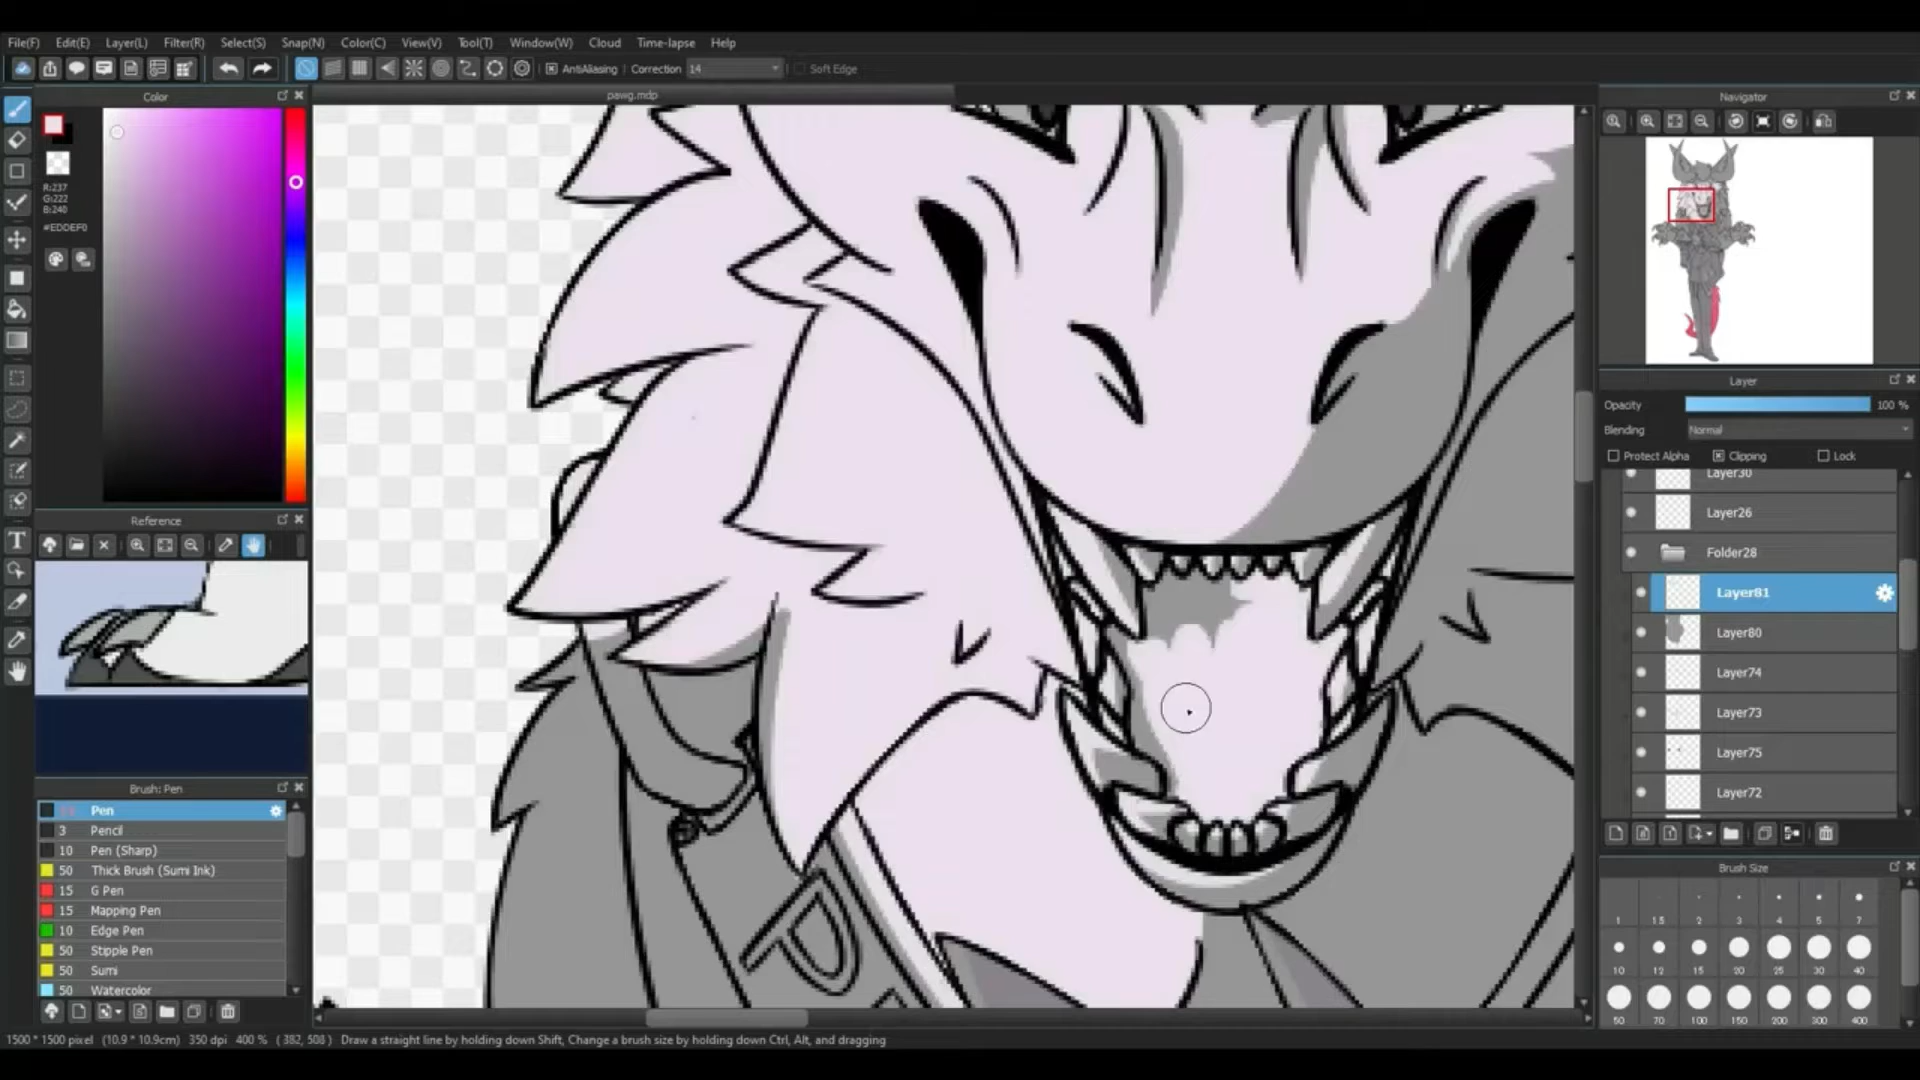 File(F) Edit(E) Layer(L) Filter(R) Select(S) Snap(N) Color(C) View(V) Tool(T) Window(W) Cloud Time-lapse Help
AntiAliasing Correction 14 Soft Edge
Color
pawg.mdp
Navigator
R:237
G:222
B:240
#EDDEF0
Layer
Opacity 100 %
Blending Normal
Protect Alpha Clipping Lock
Layer30
Layer26
Folder28
Layer81
Layer80
Layer74
Layer73
Layer75
Layer72
Reference
Brush: Pen
Pen
3 Pencil
10 Pen (Sharp)
50 Thick Brush (Sumi Ink)
15 G Pen
15 Mapping Pen
10 Edge Pen
50 Stipple Pen
50 Sumi
50 Watercolor
P
Brush Size
1 1.5 2 3 4 5 7
10 12 15 20 25 30 40
50 70 100 150 200 300 400
1500 * 1500 pixel (10.9 * 10.9cm) 350 dpi 400 % ( 382, 508 ) Draw a straight line by holding down Shift, Change a brush size by holding down Ctrl, Alt, and dragging